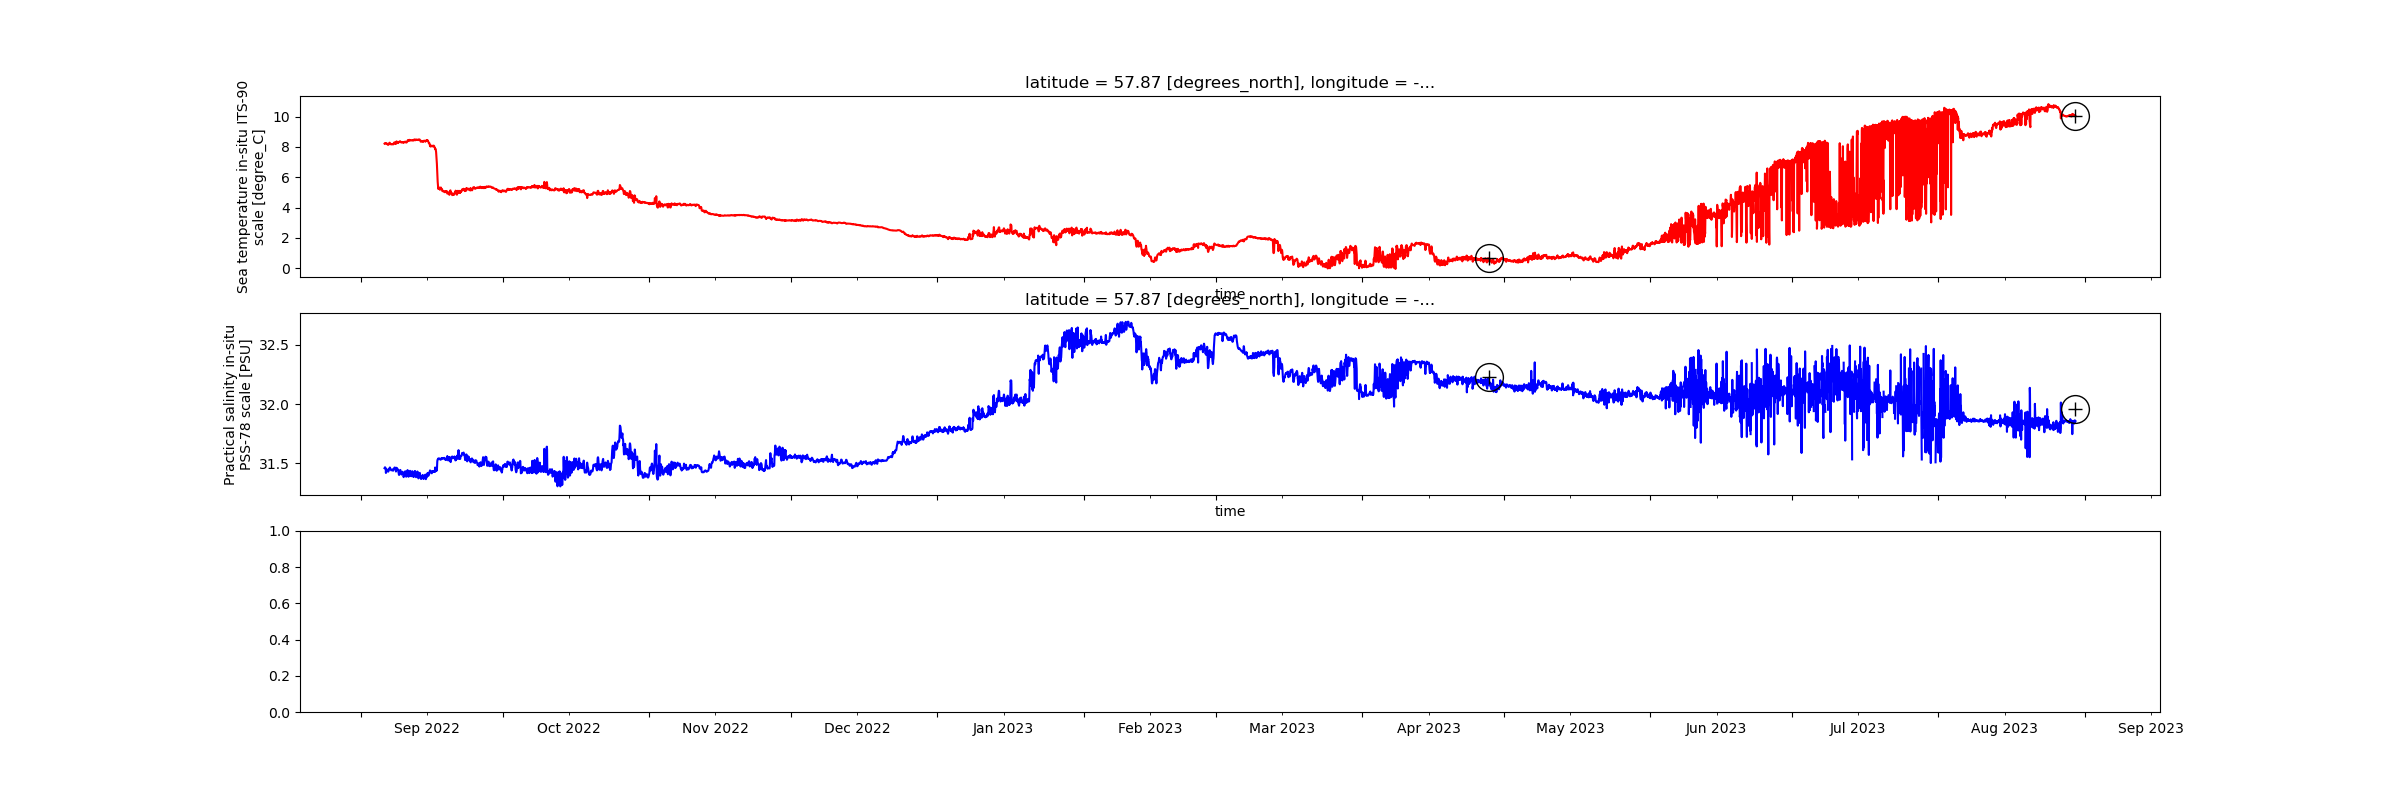 latitude = 57.87 [degrees_north], longitude = -...
Sea temperature in-situ ITS-90
scale [degree_C]
10
8
6
4
2
0
time
latitude = 57.87 [degrees_north], longitude = -...
Practical salinity in-situ
PSS-78 scale [PSU]
32.5
32.0
31.5
time
1.0
0.8
0.6
0.4
0.2
0.0
Sep 2022 Oct 2022 Nov 2022 Dec 2022 Jan 2023 Feb 2023 Mar 2023 Apr 2023 May 2023 Jun 2023 Jul 2023 Aug 2023 Sep 2023